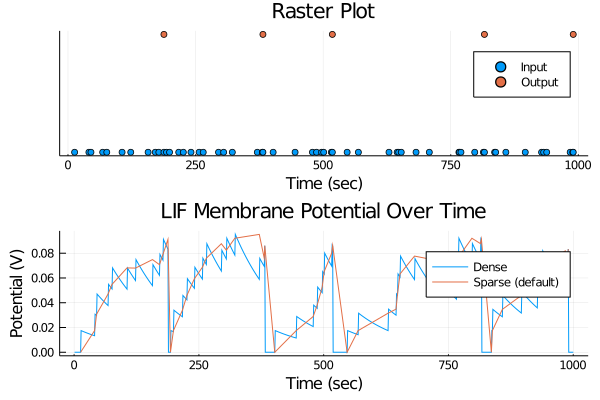 Raster Plot
Input
Output
0 250 500 750 1000
Time (sec)
LIF Membrane Potential Over Time
Potential (V)
0.08
0.06
0.04
0.02
0.00
Dense
Sparse (default)
0 250 500 750 1000
Time (sec)